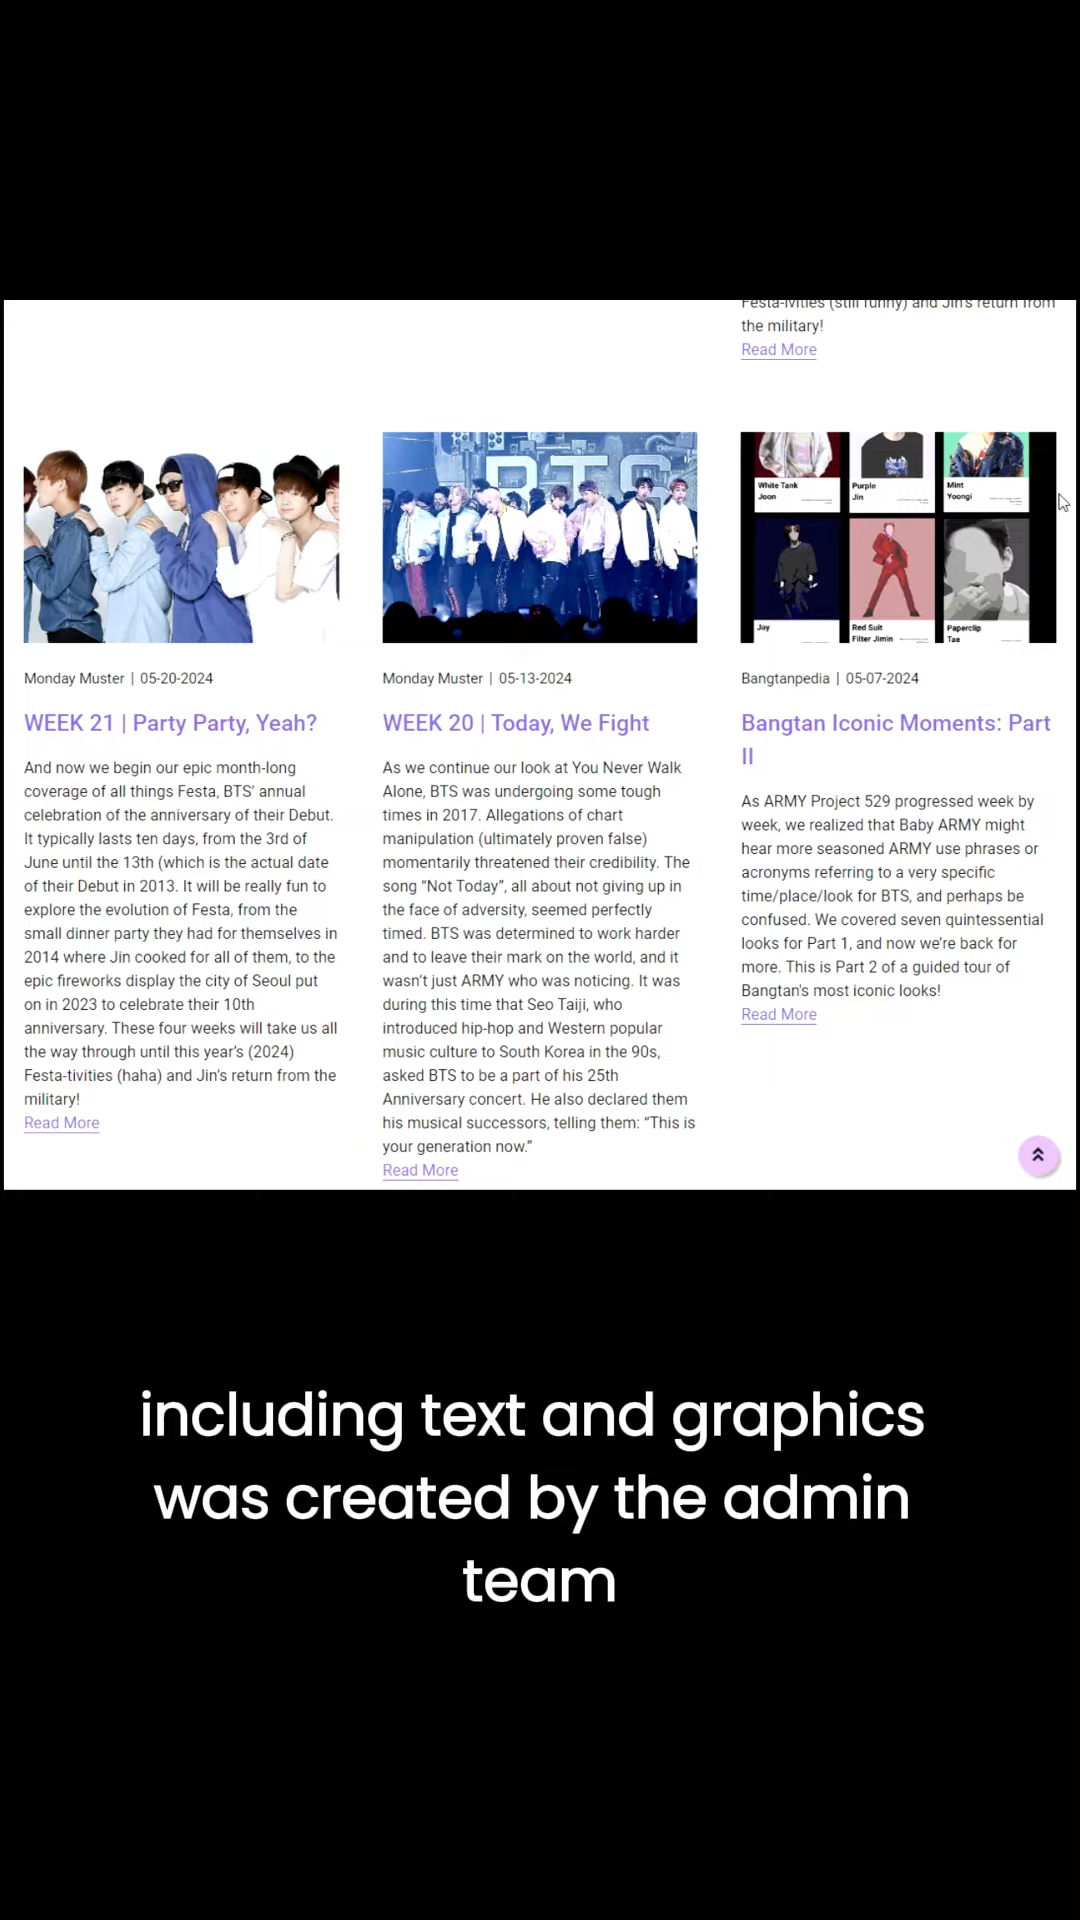 Festa-ivities (still funny) and Jin's return from
the military!
Read More
BTS
White Tank
Joon
Purple
Jin
Mint
Yoongi
Jay
Red Suit
Filter Jimin
Paperclip
Tae
Monday Muster | 05-20-2024
WEEK 21 | Party Party, Yeah?
And now we begin our epic month-long
coverage of all things Festa, BTS’ annual
celebration of the anniversary of their Debut.
It typically lasts ten days, from the 3rd of
June until the 13th (which is the actual date
of their Debut in 2013. It will be really fun to
explore the evolution of Festa, from the
small dinner party they had for themselves in
2014 where Jin cooked for all of them, to the
epic fireworks display the city of Seoul put
on in 2023 to celebrate their 10th
anniversary. These four weeks will take us all
the way through until this year’s (2024)
Festa-tivities (haha) and Jin’s return from the
military!
Read More
Monday Muster | 05-13-2024
WEEK 20 | Today, We Fight
As we continue our look at You Never Walk
Alone, BTS was undergoing some tough
times in 2017. Allegations of chart
manipulation (ultimately proven false)
momentarily threatened their credibility. The
song “Not Today”, all about not giving up in
the face of adversity, seemed perfectly
timed. BTS was determined to work harder
and to leave their mark on the world, and it
wasn’t just ARMY who was noticing. It was
during this time that Seo Taiji, who
introduced hip-hop and Western popular
music culture to South Korea in the 90s,
asked BTS to be a part of his 25th
Anniversary concert. He also declared them
his musical successors, telling them: “This is
your generation now.”
Read More
Bangtanpedia | 05-07-2024
Bangtan Iconic Moments: Part
II
As ARMY Project 529 progressed week by
week, we realized that Baby ARMY might
hear more seasoned ARMY use phrases or
acronyms referring to a very specific
time/place/look for BTS, and perhaps be
confused. We covered seven quintessential
looks for Part 1, and now we’re back for
more. This is Part 2 of a guided tour of
Bangtan's most iconic looks!
Read More
including text and graphics
was created by the admin
team